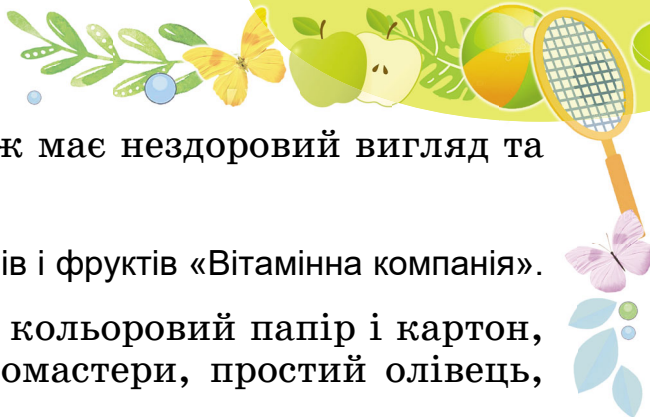 ж має нездоровий вигляд та
ів і фруктів «Вітамінна компанія».
кольоровий папір і картон,
омастери, простий олівець,